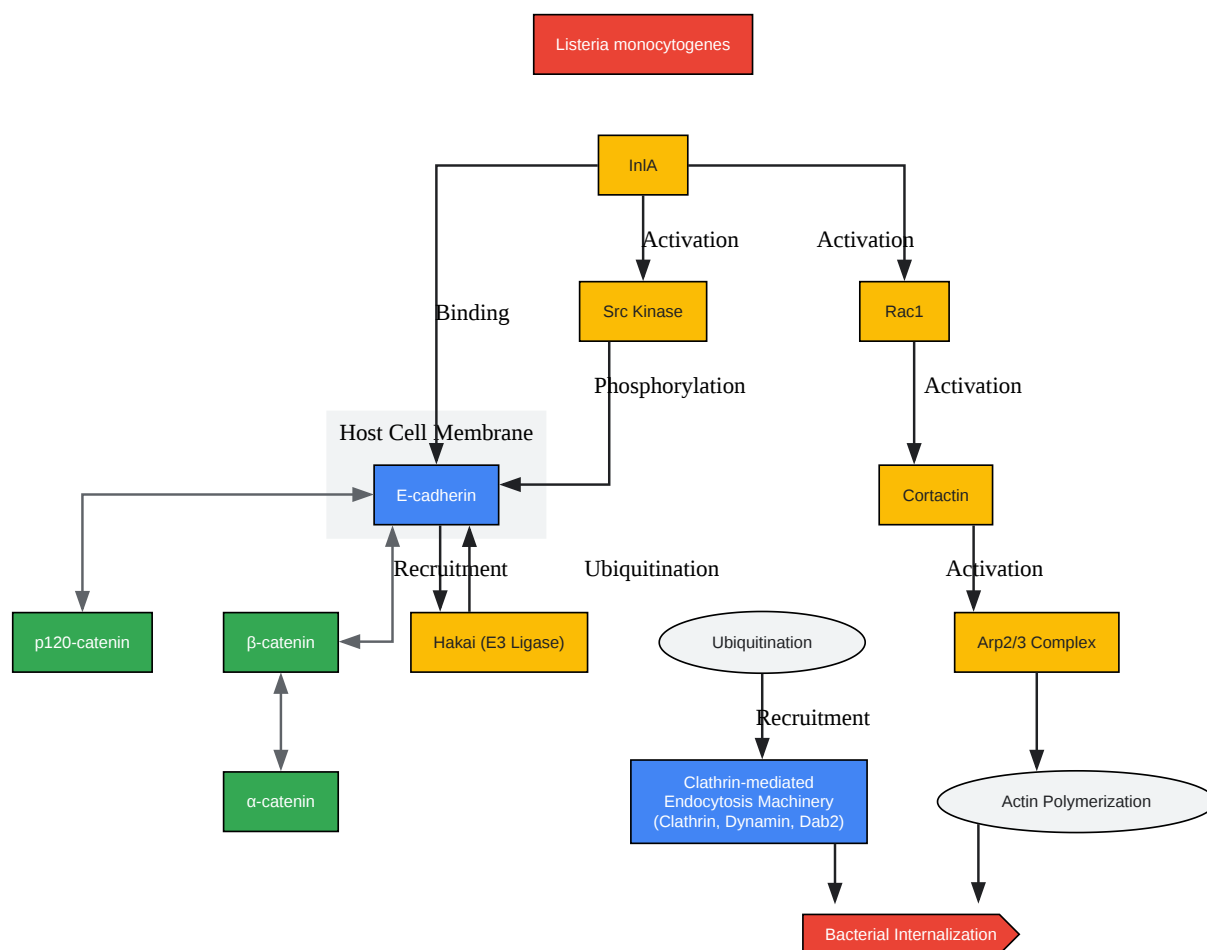 Listeria monocytogenes
InlA
Activation
Activation
Src Kinase
Rac1
Binding
Phosphorylation
Activation
Host Cell Membrane
E-cadherin
Cortactin
Recruitment
Ubiquitination
Activation
p120-catenin
β-catenin
Hakai (E3 Ligase)
Ubiquitination
Arp2/3 Complex
Recruitment
α-catenin
Clathrin-mediated
Endocytosis Machinery
(Clathrin, Dynamin, Dab2)
Actin Polymerization
Bacterial Internalization